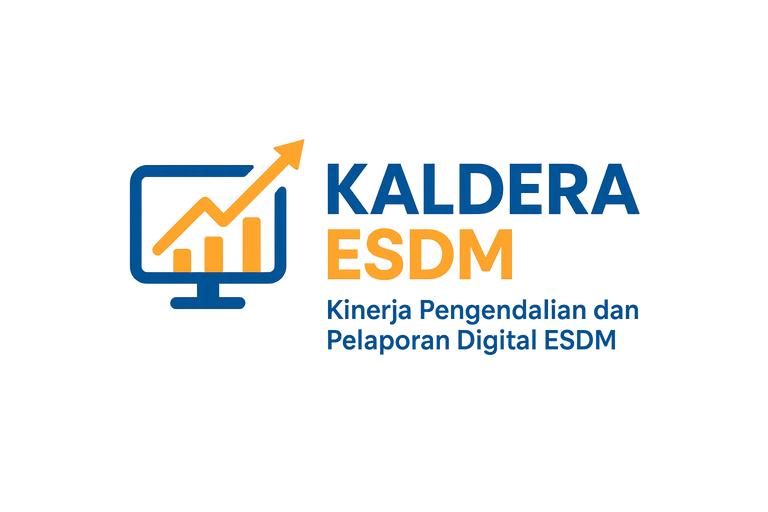 KALDERA
ESDM
Kinerja Pengendalian dan
Pelaporan Digital ESDM